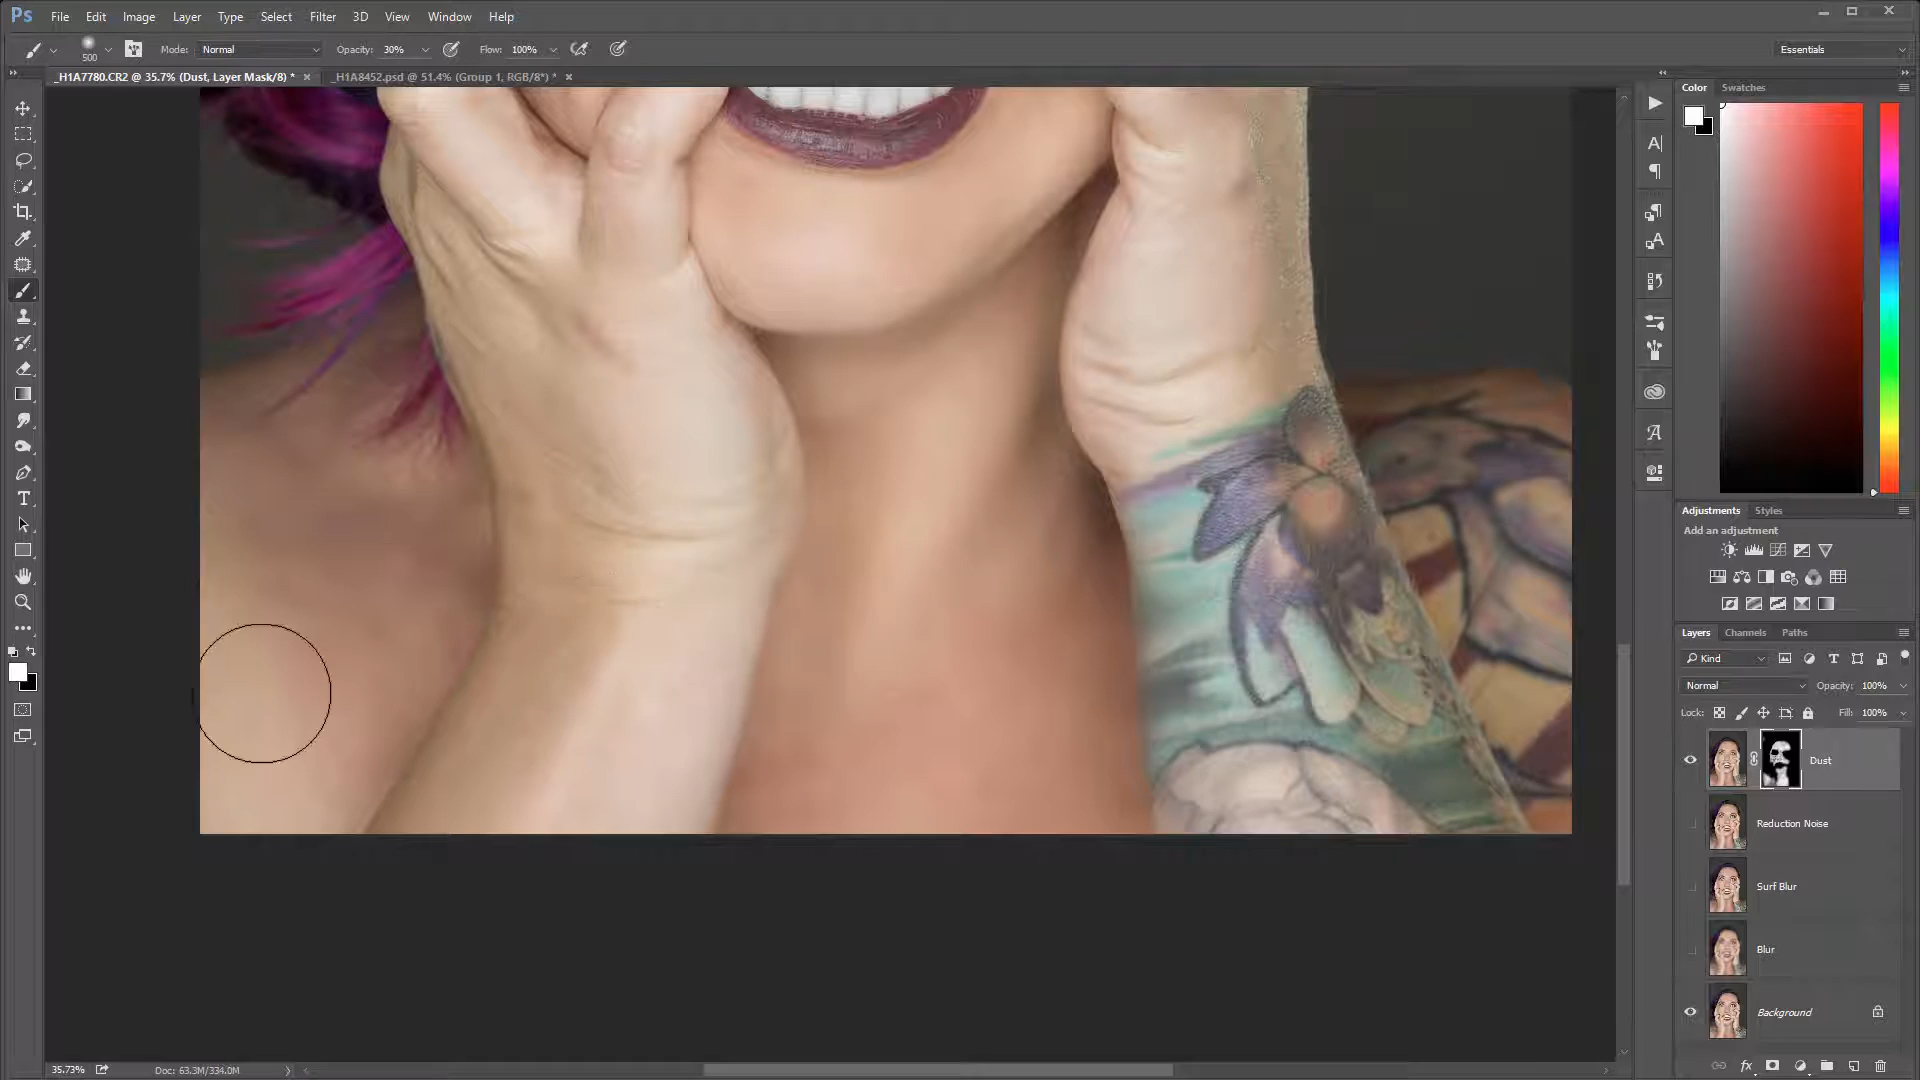 Ps File Edit Image Layer Type Select Filter 3D View Window Help
500 Mode: Normal Opacity: 30% Flow: 100% Essentials
_H1A7780.CR2 @ 35.7% (Dust, Layer Mask/8) * × _H1A8452.psd @ 51.4% (Group 1, RGB/8*) * ×
Color Swatches
Adjustments Styles
Add an adjustment
Layers Channels Paths
Kind
Normal Opacity: 100%
Lock: Fill: 100%
Dust
Reduction Noise
Surf Blur
Blur
Background
35.73% Doc: 63.3M/334.0M